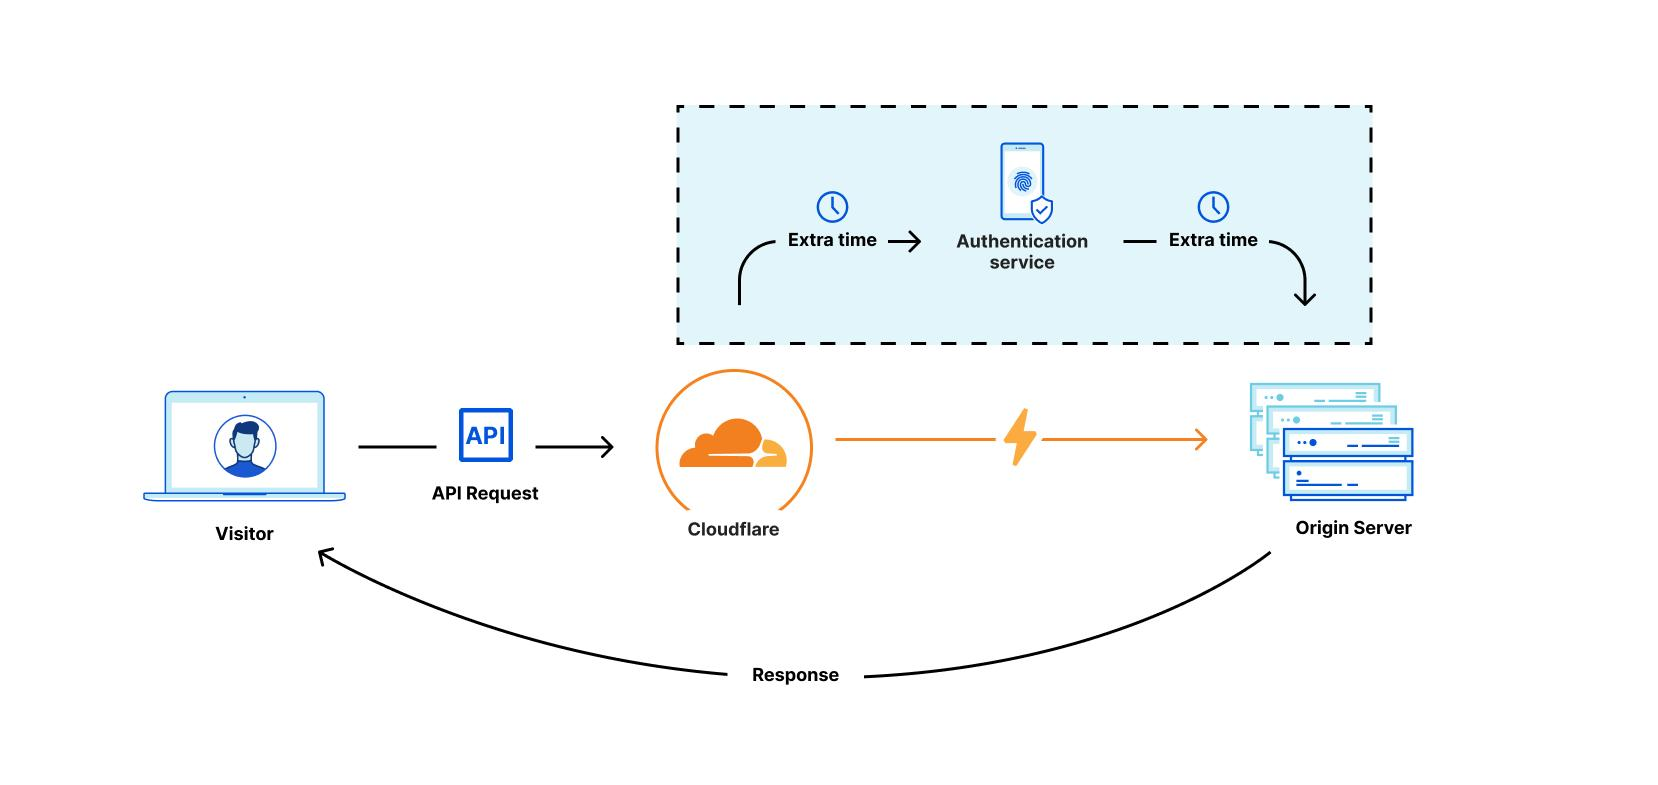 Extra time
Authentication
service
Extra time
API
API Request
Visitor
Cloudflare
Origin Server
Response